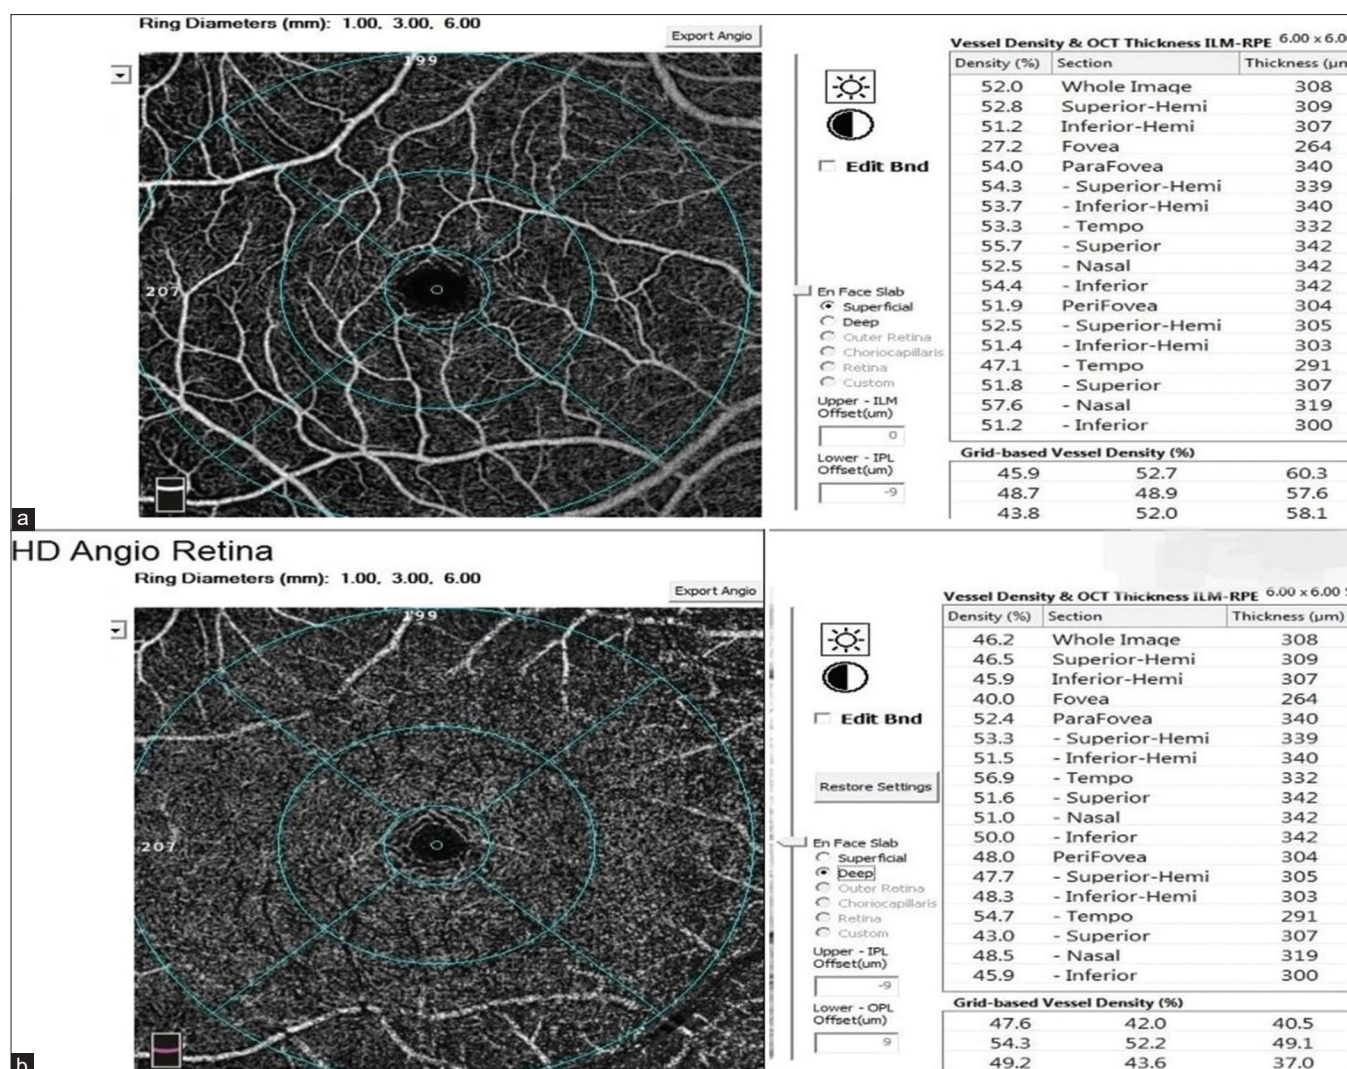 Ring Diameters (mm): 1.00, 3.00, 6.00
Export Angio
199
207
Edit Bnd
En Face Slab
Superficial
Deep
Outer Retina
Choriocapillaris
Retina
Custom
Upper - ILM
Offset(um)
0
Lower - IPL
Offset(um)
-9
Vessel Density & OCT Thickness ILM-RPE 6.00 x 6.0
Density (%) Section Thickness (µm
52.0 Whole Image 308
52.8 Superior-Hemi 309
51.2 Inferior-Hemi 307
27.2 Fovea 264
54.0 ParaFovea 340
54.3 - Superior-Hemi 339
53.7 - Inferior-Hemi 340
53.3 - Tempo 332
55.7 - Superior 342
52.5 - Nasal 342
54.4 - Inferior 342
51.9 PeriFovea 304
52.5 - Superior-Hemi 305
51.4 - Inferior-Hemi 303
47.1 - Tempo 291
51.8 - Superior 307
57.6 - Nasal 319
51.2 - Inferior 300
Grid-based Vessel Density (%)
45.9 52.7 60.3
48.7 48.9 57.6
43.8 52.0 58.1
a
HD Angio Retina
Ring Diameters (mm): 1.00, 3.00, 6.00
Export Angio
199
207
Edit Bnd
Restore Settings
En Face Slab
Superficial
Deep
Outer Retina
Choriocapillaris
Retina
Custom
Upper - IPL
Offset(um)
-9
Lower - OPL
Offset(um)
9
Vessel Density & OCT Thickness ILM-RPE 6.00 x 6.00
Density (%) Section Thickness (µm)
46.2 Whole Image 308
46.5 Superior-Hemi 309
45.9 Inferior-Hemi 307
40.0 Fovea 264
52.4 ParaFovea 340
53.3 - Superior-Hemi 339
51.5 - Inferior-Hemi 340
56.9 - Tempo 332
51.6 - Superior 342
51.0 - Nasal 342
50.0 - Inferior 342
48.0 PeriFovea 304
47.7 - Superior-Hemi 305
48.3 - Inferior-Hemi 303
54.7 - Tempo 291
43.0 - Superior 307
48.5 - Nasal 319
45.9 - Inferior 300
Grid-based Vessel Density (%)
47.6 42.0 40.5
54.3 52.2 49.1
49.2 43.6 37.0
b